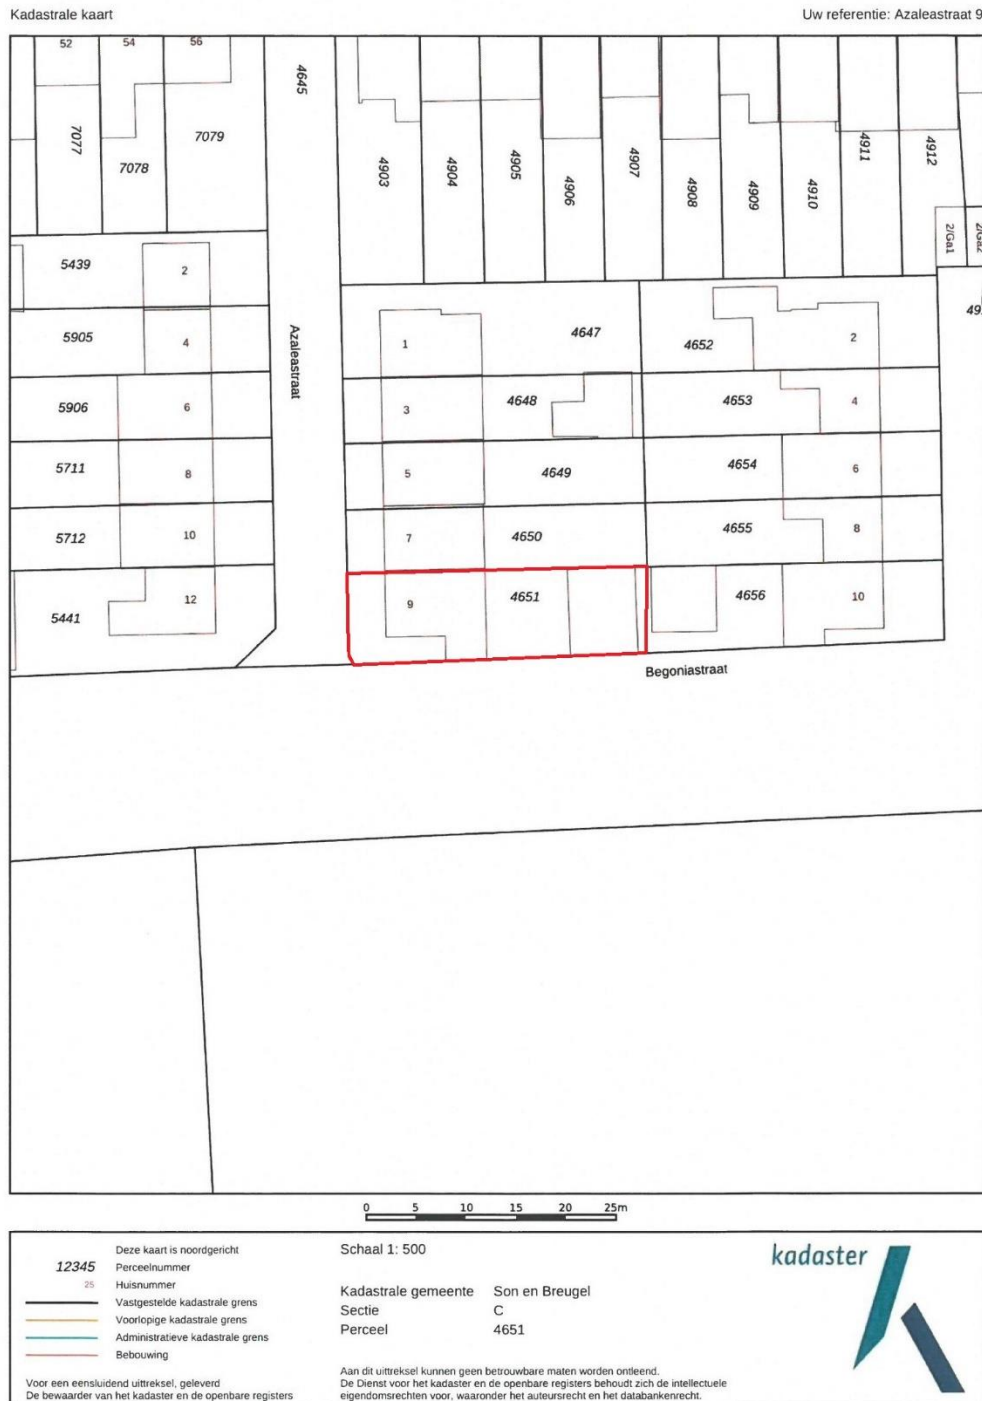 Kadastrale kaart
Uw referentie: Azaleastraat 9
52
54
56
4645
7077
7078
7079
4903
4904
4905
4906
4907
4908
4909
4910
4911
4912
2/Ga1
2/Ga2
5439
2
5905
4
5906
6
5711
8
5712
10
5441
12
Azaleastraat
1
4647
3
4648
5
4649
7
4650
9
4651
4652
2
4653
4
4654
6
4655
8
4656
10
Begoniastraat
0 5 10 15 20 25m
Deze kaart is noordgericht
12345 Perceelnummer
25 Huisnummer
Vastgestelde kadastrale grens
Voorlopige kadastrale grens
Administratieve kadastrale grens
Bebouwing
Voor een eensluidend uittreksel, geleverd
De bewaarder van het kadaster en de openbare registers
Schaal 1: 500
Kadastrale gemeente Son en Breugel
Sectie C
Perceel 4651
Aan dit uittreksel kunnen geen betrouwbare maten worden ontleend.
De Dienst voor het kadaster en de openbare registers behoudt zich de intellectuele
eigendomsrechten voor, waaronder het auteursrecht en het databankenrecht.
kadaster